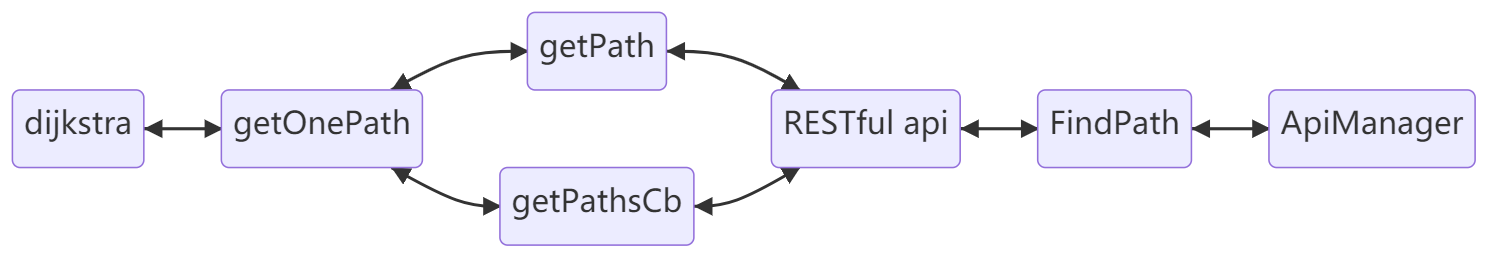 getPath
dijkstra
getOnePath
RESTful api
FindPath
ApiManager
getPathsCb